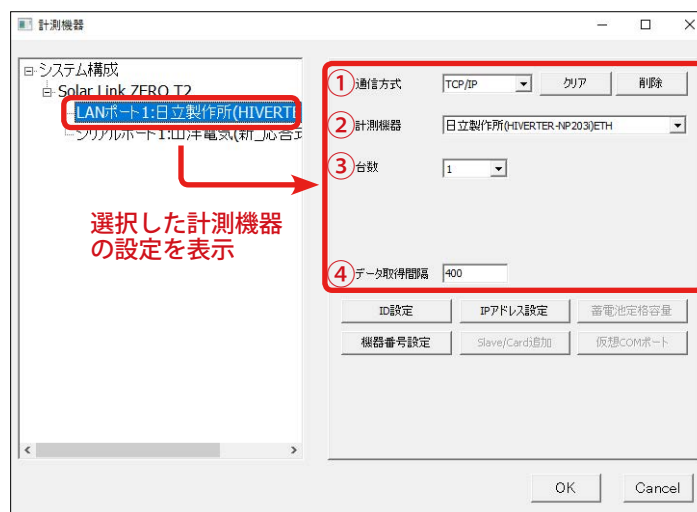 計測機器
システム構成
Solar Link ZERO T2
LANポート1:日立製作所(HIVERTE
シリアルポート1:山洋電気(新_応答式
選択した計測機器
の設定を表示
① 通信方式 TCP/IP クリア 削除
② 計測機器 日立製作所(HIVERTER-NP203i)ETH
③ 台数 1
④ データ取得間隔 400
ID設定 IPアドレス設定 蓄電池定格容量
機器番号設定 Slave/Card追加 仮想COMポート
OK Cancel